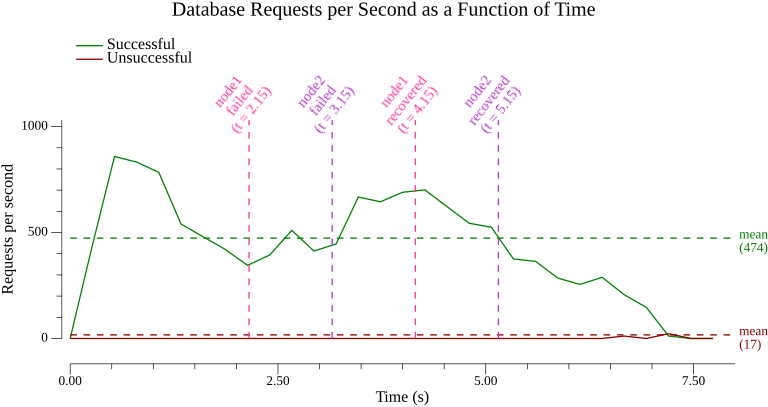 Database Requests per Second as a Function of Time
Successful
Unsuccessful
node1
failed
(t = 2.15)
node2
failed
(t = 3.15)
node1
recovered
(t = 4.15)
node2
recovered
(t = 5.15)
Requests per second
1000
500
0
mean
(474)
mean
(17)
0.00
2.50
5.00
7.50
Time (s)